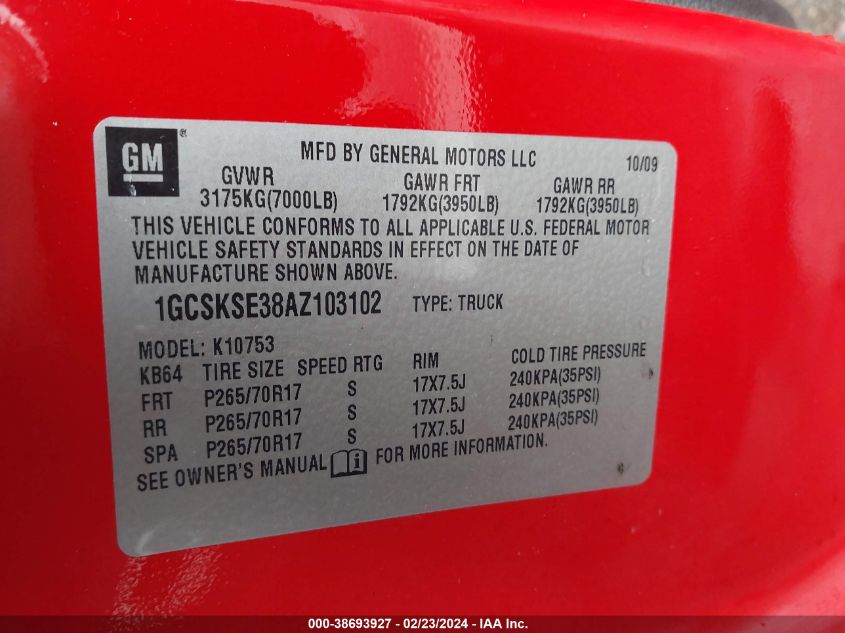 GM ®
MFD BY GENERAL MOTORS LLC 10/09
GVWR GAWR FRT GAWR RR
3175KG(7000LB) 1792KG(3950LB) 1792KG(3950LB)
THIS VEHICLE CONFORMS TO ALL APPLICABLE U.S. FEDERAL MOTOR
VEHICLE SAFETY STANDARDS IN EFFECT ON THE DATE OF
MANUFACTURE SHOWN ABOVE.
1GCSKSE38AZ103102 TYPE: TRUCK
MODEL: K10753
KB64 TIRE SIZE SPEED RTG RIM COLD TIRE PRESSURE
FRT P265/70R17 S 17X7.5J 240KPA(35PSI)
RR P265/70R17 S 17X7.5J 240KPA(35PSI)
SPA P265/70R17 S 17X7.5J 240KPA(35PSI)
SEE OWNER'S MANUAL i FOR MORE INFORMATION.
000-38693927 - 02/23/2024 - IAA Inc.